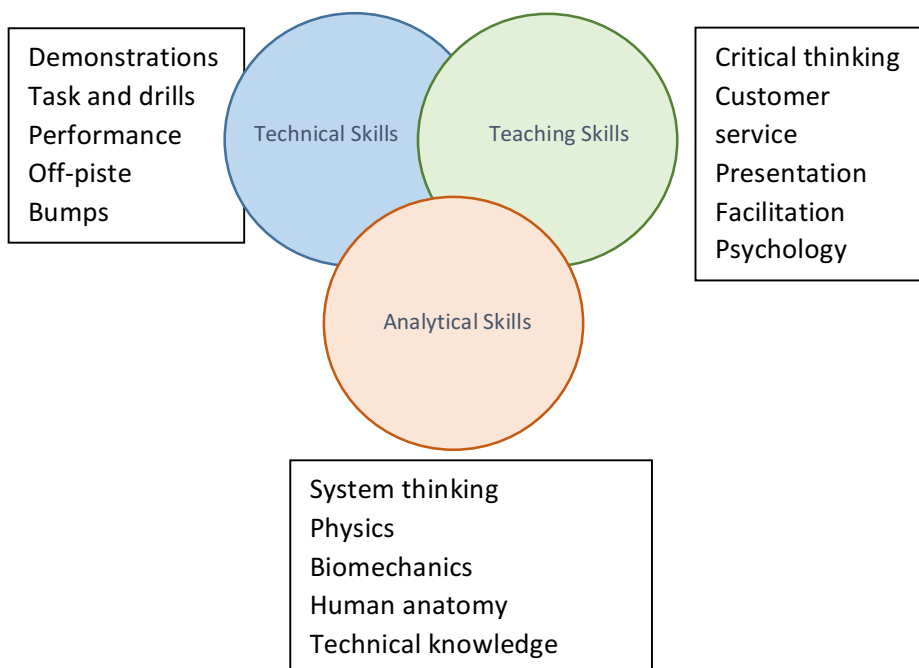 Demonstrations
Task and drills
Performance
Off-piste
Bumps
Technical Skills
Teaching Skills
Critical thinking
Customer
service
Presentation
Facilitation
Psychology
Analytical Skills
System thinking
Physics
Biomechanics
Human anatomy
Technical knowledge